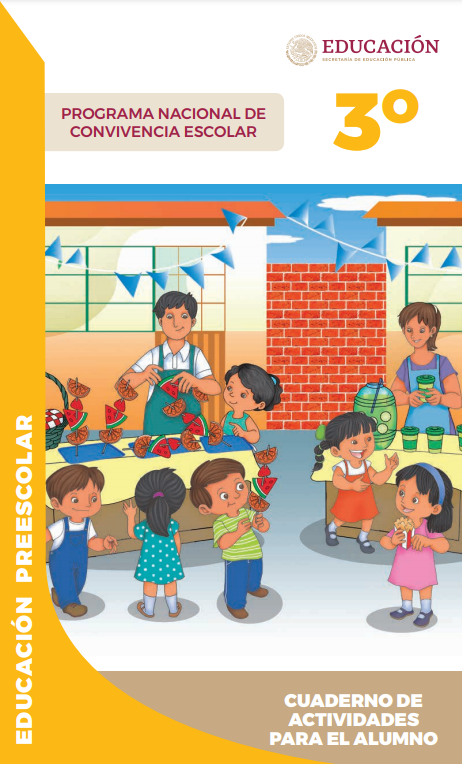 EDUCACIÓN
SECRETARÍA DE EDUCACIÓN PÚBLICA
PROGRAMA NACIONAL DE
CONVIVENCIA ESCOLAR
3º
EDUCACIÓN PREESCOLAR
CUADERNO DE
ACTIVIDADES
PARA EL ALUMNO